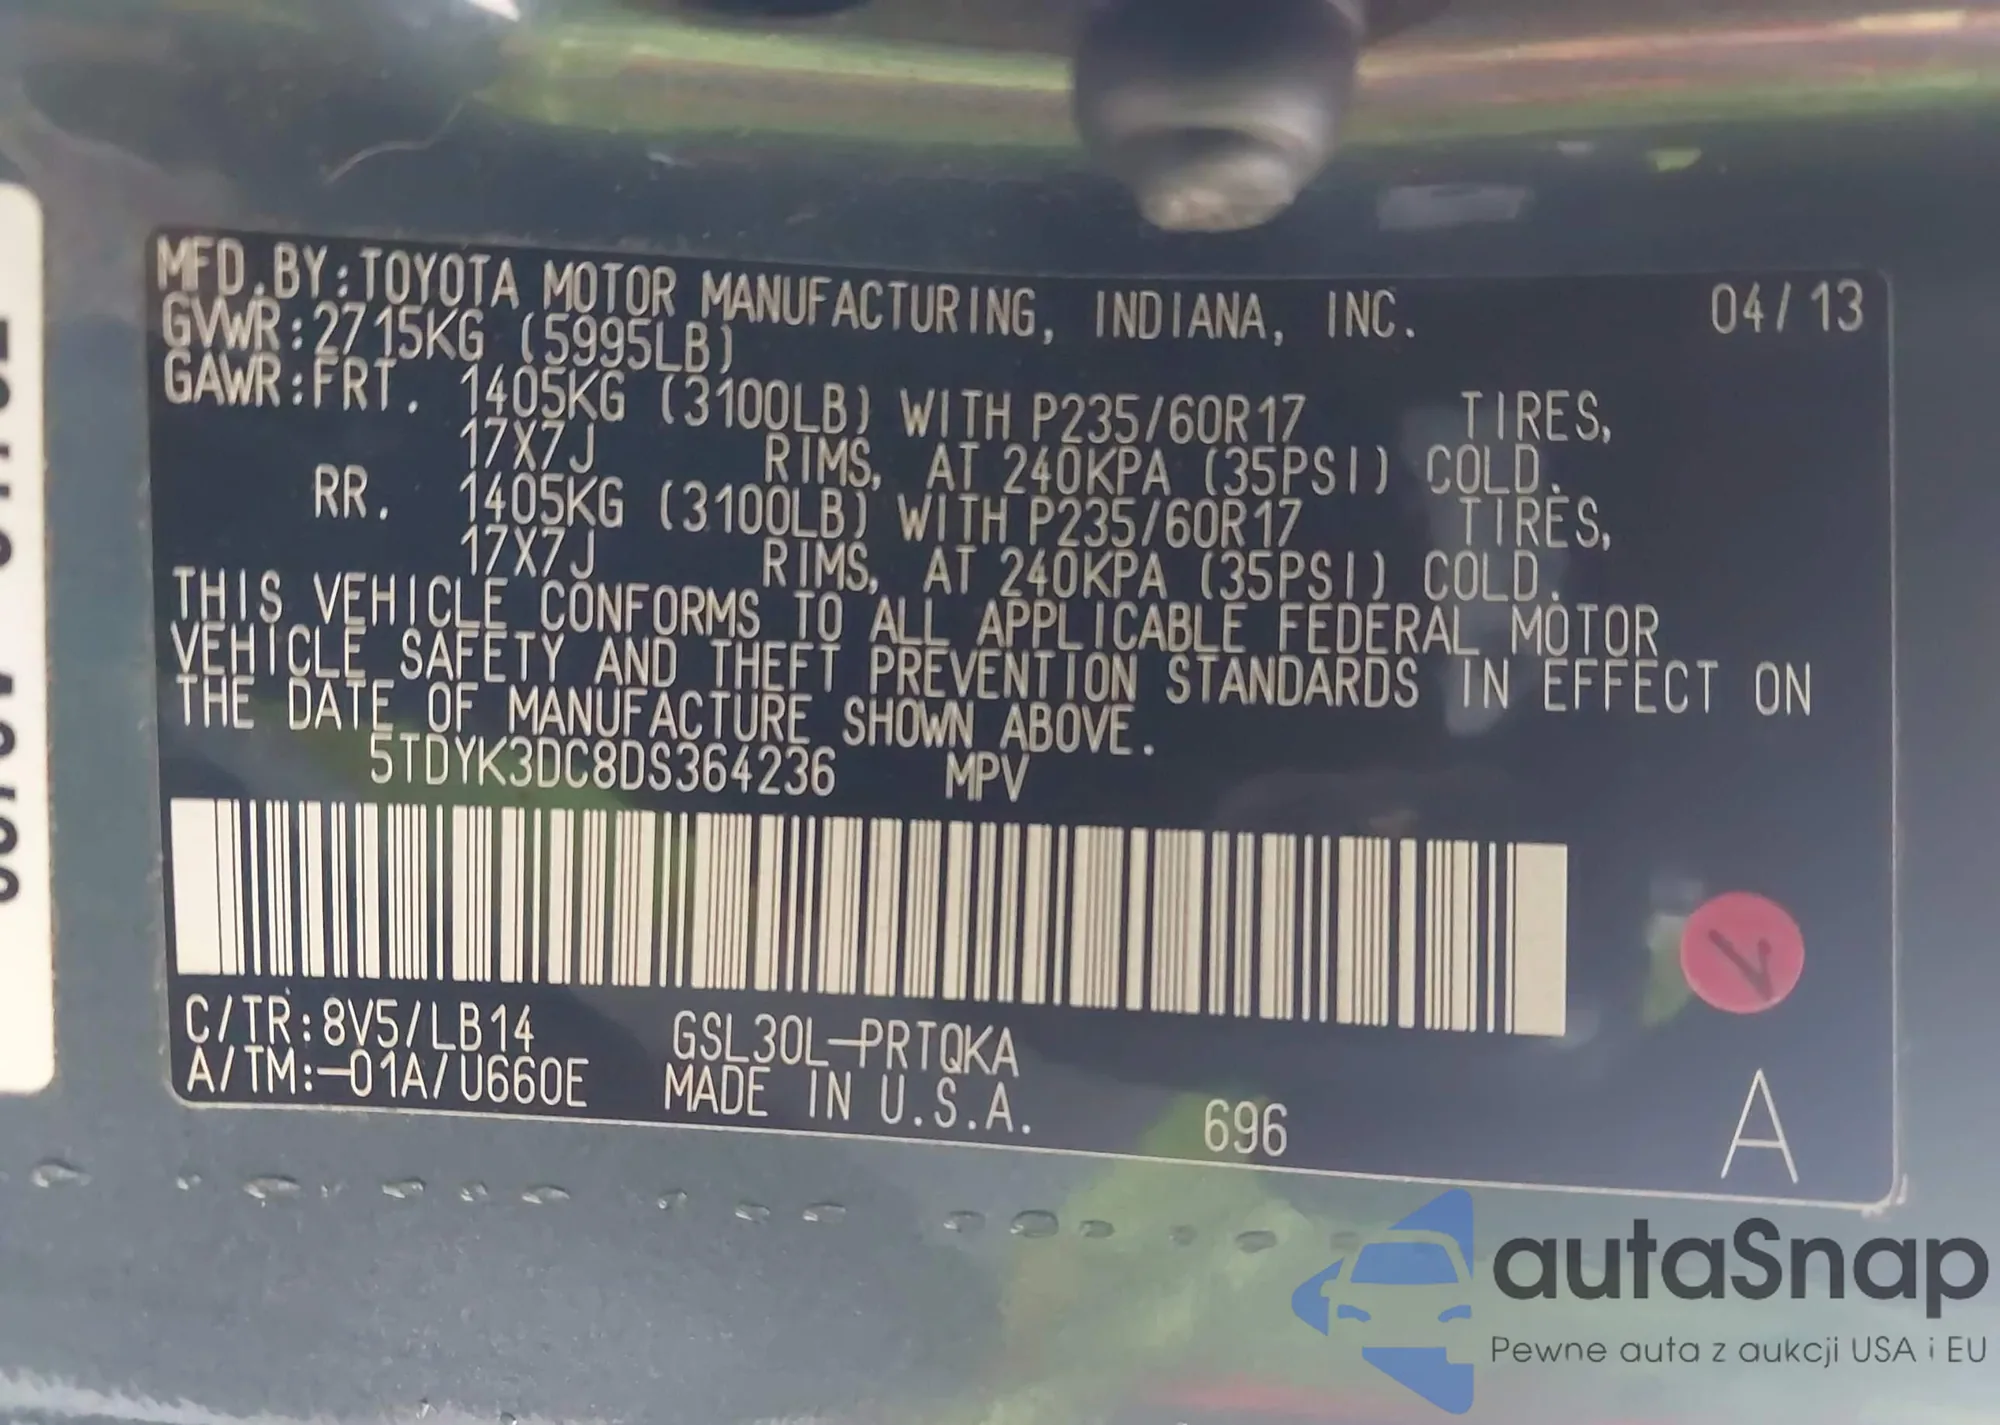 MFD.BY:TOYOTA MOTOR MANUFACTURING, INDIANA, INC. 04/13
GVWR:2715KG (5995LB)
GAWR:FRT. 1405KG (3100LB) WITH P235/60R17 TIRES,
17X7J RIMS, AT 240KPA (35PSI) COLD.
RR. 1405KG (3100LB) WITH P235/60R17 TIRES,
17X7J RIMS, AT 240KPA (35PSI) COLD.
THIS VEHICLE CONFORMS TO ALL APPLICABLE FEDERAL MOTOR
VEHICLE SAFETY AND THEFT PREVENTION STANDARDS IN EFFECT ON
THE DATE OF MANUFACTURE SHOWN ABOVE.
5TDYK3DC8DS364236 MPV
C/TR:8V5/LB14 GSL30L-PRTQKA
A/TM:-01A/U660E MADE IN U.S.A.
696
A
autaSnap
Pewne auta z aukcji USA i EU